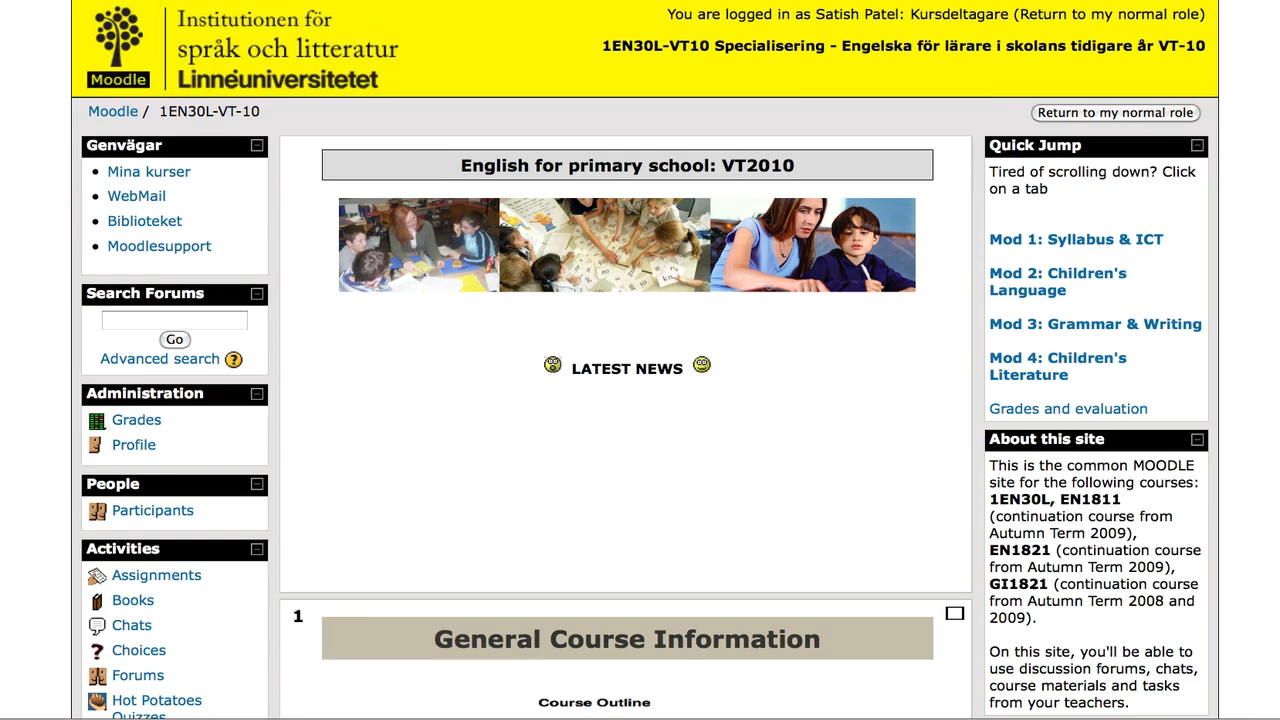 Institutionen för
språk och litteratur
Linnéuniversitetet
Moodle
You are logged in as Satish Patel: Kursdeltagare (Return to my normal role)
1EN30L-VT10 Specialisering - Engelska för lärare i skolans tidigare år VT-10
Moodle / 1EN30L-VT-10
Return to my normal role
Genvägar
Mina kurser
WebMail
Biblioteket
Moodlesupport
Search Forums
Go
Advanced search ?
Administration
Grades
Profile
People
Participants
Activities
Assignments
Books
Chats
Choices
Forums
Hot Potatoes
Quizzes
English for primary school: VT2010
LATEST NEWS
1
General Course Information
Course Outline
Quick Jump
Tired of scrolling down? Click
on a tab
Mod 1: Syllabus & ICT
Mod 2: Children's
Language
Mod 3: Grammar & Writing
Mod 4: Children's
Literature
Grades and evaluation
About this site
This is the common MOODLE
site for the following courses:
1EN30L, EN1811
(continuation course from
Autumn Term 2009),
EN1821 (continuation course
from Autumn Term 2009),
GI1821 (continuation course
from Autumn Term 2008 and
2009).
On this site, you'll be able to
use discussion forums, chats,
course materials and tasks
from your teachers.